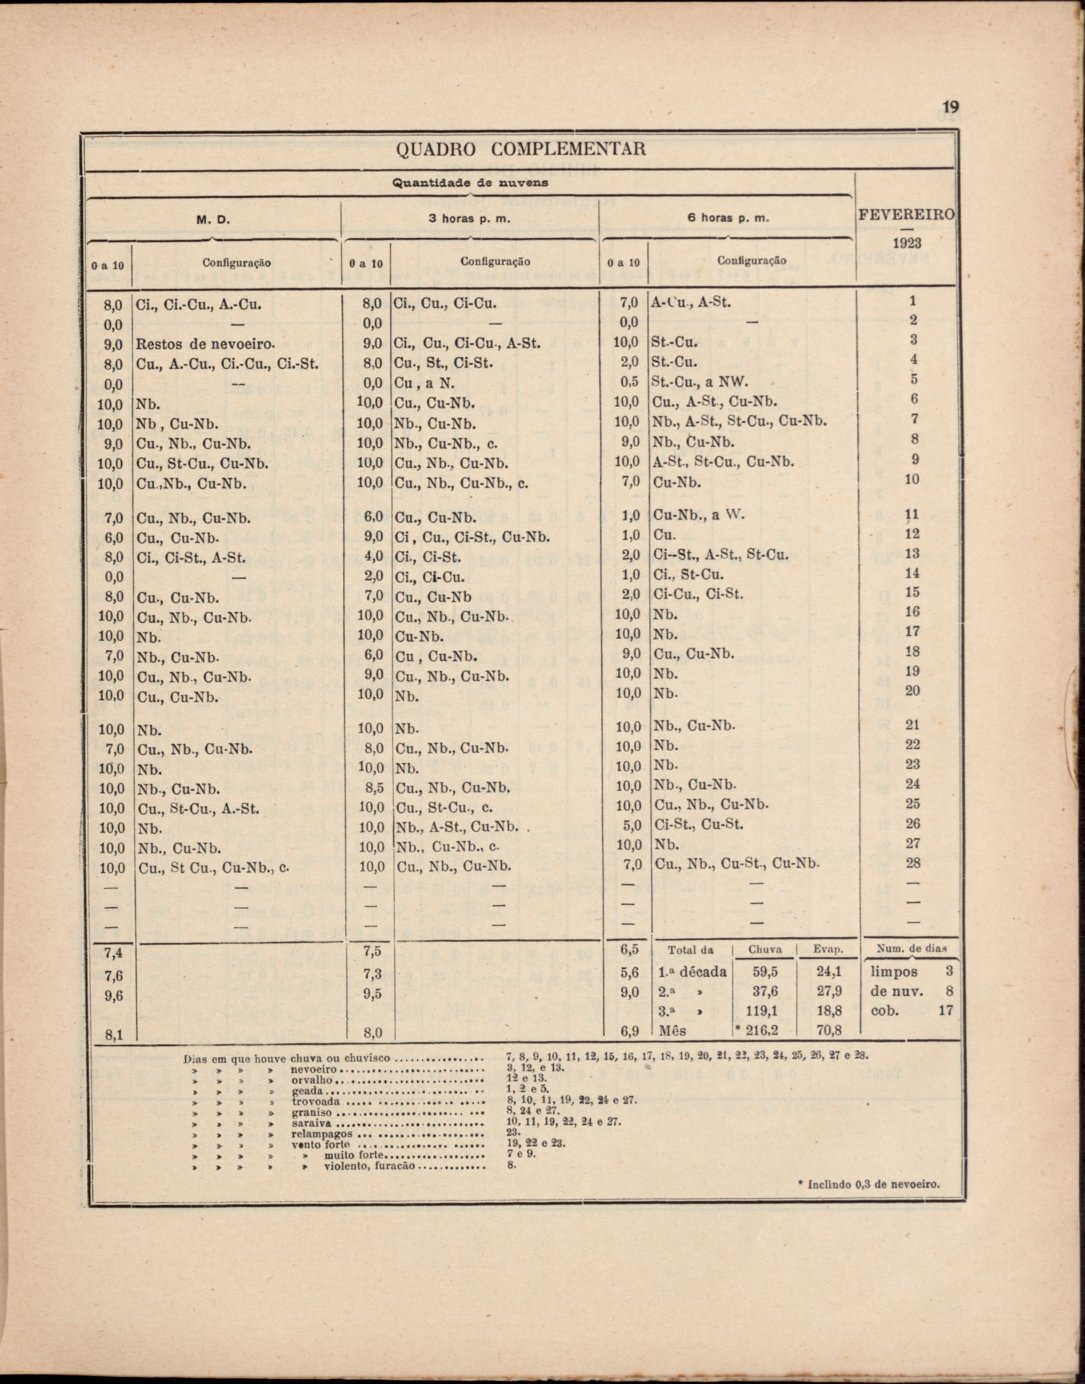 19
QUADRO COMPLEMENTAR
Quantidade de nuvens
M. D. 3 horas p. m. 6 horas p. m. FEVEREIRO
—
1923
0 a 10 Configuração 0 a 10 Configuração 0 a 10 Configuração
8,0 Ci., Ci.-Cu., A.-Cu. 8,0 Ci., Cu., Ci-Cu. 7,0 A-Cu., A-St. 1
0,0 — 0,0 — 0,0 — 2
9,0 Restos de nevoeiro. 9,0 Ci., Cu., Ci-Cu., A-St. 10,0 St.-Cu. 3
8,0 Cu., A.-Cu., Ci.-Cu., Ci.-St. 8,0 Cu., St., Ci-St. 2,0 St.-Cu. 4
0,0 — 0,0 Cu, a N. 0.5 St.-Cu., a NW. 5
10,0 Nb. 10,0 Cu., Cu-Nb. 10,0 Cu., A-St., Cu-Nb. 6
10,0 Nb, Cu-Nb. 10,0 Nb., Cu-Nb. 10,0 Nb., A-St., St-Cu., Cu-Nb. 7
9,0 Cu., Nb., Cu-Nb. 10,0 Nb., Cu-Nb., c. 9,0 Nb., Cu-Nb. 8
10,0 Cu., St-Cu., Cu-Nb. 10,0 Cu., Nb., Cu-Nb. 10,0 A-St., St-Cu., Cu-Nb. 9
10,0 Cu.,Nb., Cu-Nb. 10,0 Cu., Nb., Cu-Nb., c. 7,0 Cu-Nb. 10
7,0 Cu., Nb., Cu-Nb. 6,0 Cu., Cu-Nb. 1,0 Cu-Nb., a W. 11
6,0 Cu., Cu-Nb. 9,0 Ci, Cu., Ci-St., Cu-Nb. 1,0 Cu. 12
8,0 Ci., Ci-St., A-St. 4,0 Ci., Ci-St. 2,0 Ci--St., A-St., St-Cu. 13
0,0 — 2,0 Ci., Ci-Cu. 1,0 Ci., St-Cu. 14
8,0 Cu., Cu-Nb. 7,0 Cu., Cu-Nb 2,0 Ci-Cu., Ci-St. 15
10,0 Cu., Nb., Cu-Nb. 10,0 Cu., Nb., Cu-Nb. 10,0 Nb. 16
10,0 Nb. 10,0 Cu-Nb. 10,0 Nb. 17
7,0 Nb., Cu-Nb. 6,0 Cu, Cu-Nb. 9,0 Cu., Cu-Nb. 18
10,0 Cu., Nb., Cu-Nb. 9,0 Cu., Nb., Cu-Nb. 10,0 Nb. 19
10,0 Cu., Cu-Nb. 10,0 Nb. 10,0 Nb. 20
10,0 Nb. 10,0 Nb. 10,0 Nb., Cu-Nb. 21
7,0 Cu., Nb., Cu-Nb. 8,0 Cu., Nb., Cu-Nb. 10,0 Nb. 22
10,0 Nb. 10,0 Nb. 10,0 Nb. 23
10,0 Nb., Cu-Nb. 8,5 Cu., Nb., Cu-Nb. 10,0 Nb., Cu-Nb. 24
10,0 Cu., St-Cu., A.-St. 10,0 Cu., St-Cu., c. 10,0 Cu., Nb., Cu-Nb. 25
10,0 Nb. 10,0 Nb., A-St., Cu-Nb. 5,0 Ci-St., Cu-St. 26
10,0 Nb., Cu-Nb. 10,0 Nb., Cu-Nb., c. 10,0 Nb. 27
10,0 Cu., St Cu., Cu-Nb., c. 10,0 Cu., Nb., Cu-Nb. 7,0 Cu., Nb., Cu-St., Cu-Nb. 28
— — — — — — —
— — — — — — —
— — — — — — —
7,4 7,5 6,5 Total da Chuva Evap. Num. de dias
7,6 7,3 5,6 1.ª década 59,5 24,1 limpos 3
9,6 9,5 9,0 2.ª » 37,6 27,9 de nuv. 8
3.ª » 119,1 18,8 cob. 17
8,1 8,0 6,9 Mês * 216,2 70,8
Dias em que houve chuva ou chuvisco ................ 7, 8, 9, 10, 11, 12, 15, 16, 17, 18, 19, 20, 21, 22, 23, 24, 25, 26, 27 e 28.
» » » » nevoeiro.......................... 3, 12, e 13.
» » » » orvalho........................... 12 e 13.
» » » » geada............................. 1, 2 e 5.
» » » » trovoada ......................... 8, 10, 11, 19, 22, 24 e 27.
» » » » graniso .......................... 8, 24 e 27.
» » » » saraiva .......................... 10, 11, 19, 22, 24 e 27.
» » » » relampagos ....................... 23.
» » » » vento forte ...................... 19, 22 e 23.
» » » » » muito forte.................. 7 e 9.
» » » » » violento, furacão ............ 8.
* Inclindo 0,3 de nevoeiro.